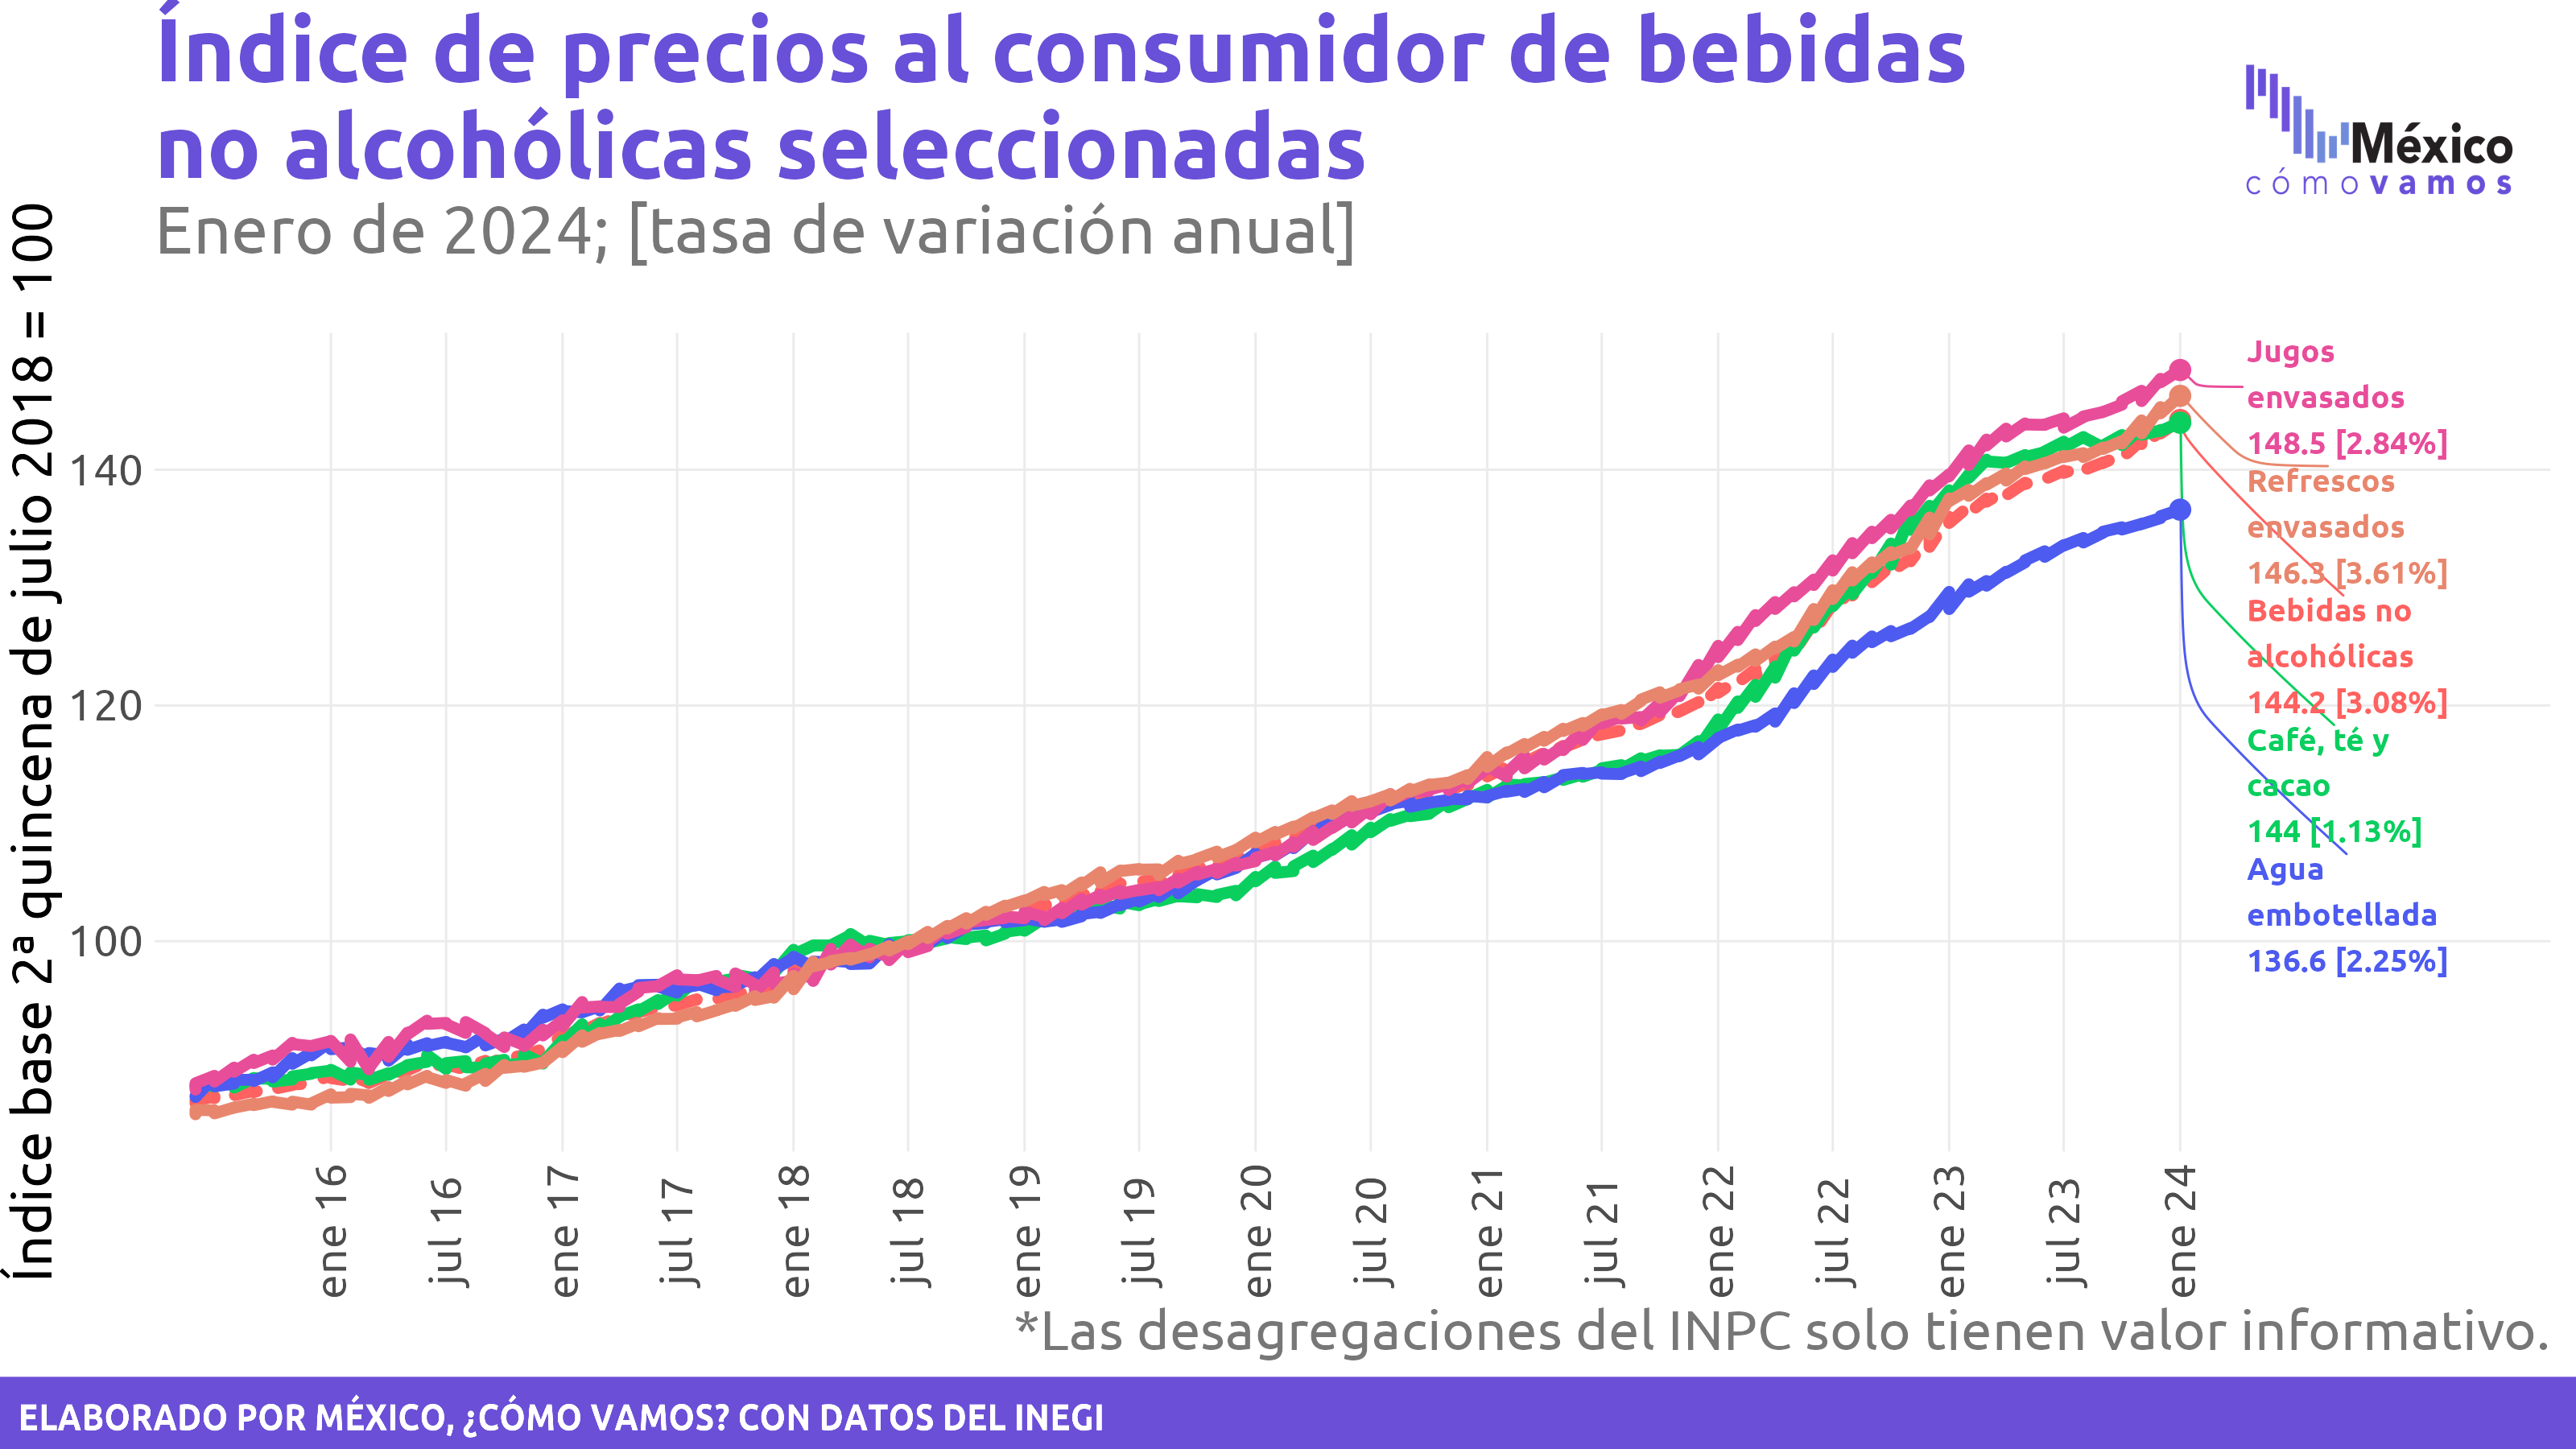 Índice de precios al consumidor de bebidas
no alcohólicas seleccionadas
Enero de 2024; [tasa de variación anual]
México
cómo vamos
Índice base 2ª quincena de julio 2018 = 100
140
120
100
Jugos
envasados
148.5 [2.84%]
Refrescos
envasados
146.3 [3.61%]
Bebidas no
alcohólicas
144.2 [3.08%]
Café, té y
cacao
144 [1.13%]
Agua
embotellada
136.6 [2.25%]
ene 16
jul 16
ene 17
jul 17
ene 18
jul 18
ene 19
jul 19
ene 20
jul 20
ene 21
jul 21
ene 22
jul 22
ene 23
jul 23
ene 24
*Las desagregaciones del INPC solo tienen valor informativo.
ELABORADO POR MÉXICO, ¿CÓMO VAMOS? CON DATOS DEL INEGI